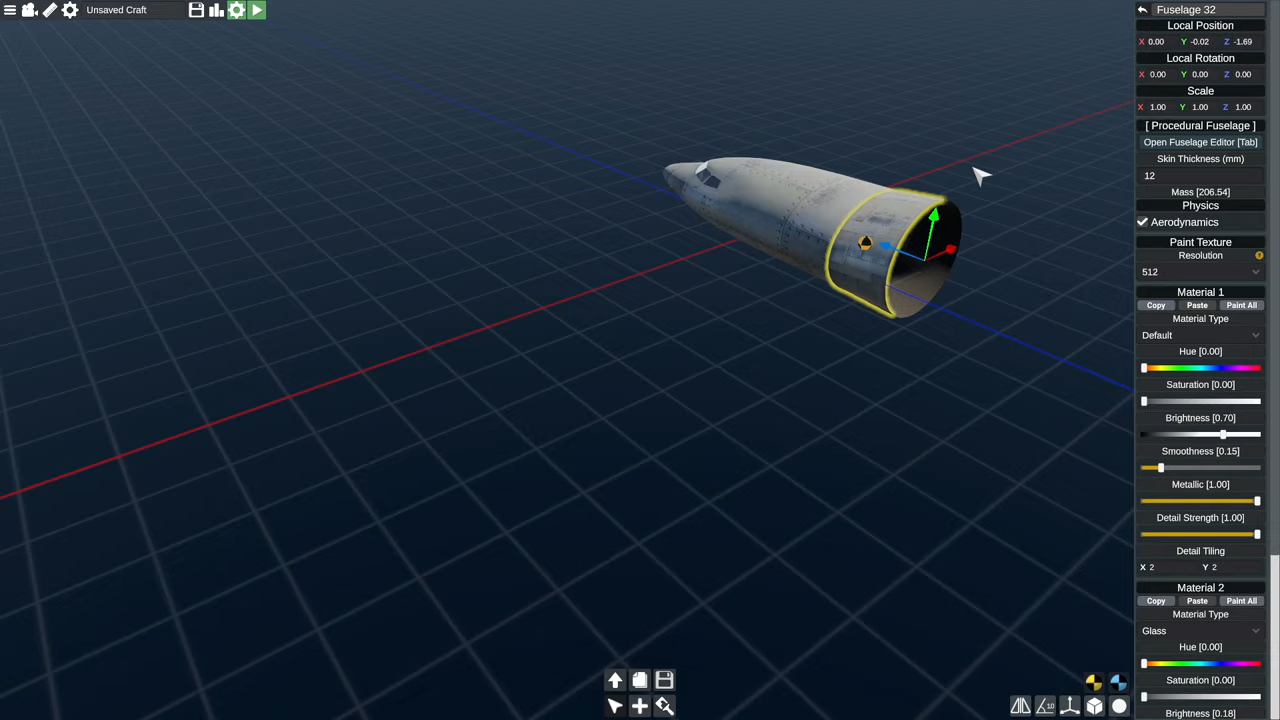 Unsaved Craft
Fuselage 32
Local Position
X 0.00 Y -0.02 Z -1.69
Local Rotation
X 0.00 Y 0.00 Z 0.00
Scale
X 1.00 Y 1.00 Z 1.00
[ Procedural Fuselage ]
Open Fuselage Editor [Tab]
Skin Thickness (mm)
12
Mass [206.54]
Physics
Aerodynamics
Paint Texture
Resolution
?
512
Material 1
Copy Paste Paint All
Material Type
Default
Hue [0.00]
Saturation [0.00]
Brightness [0.70]
Smoothness [0.15]
Metallic [1.00]
Detail Strength [1.00]
Detail Tiling
X 2 Y 2
Material 2
Copy Paste Paint All
Material Type
Glass
Hue [0.00]
Saturation [0.00]
Brightness [0.18]
10